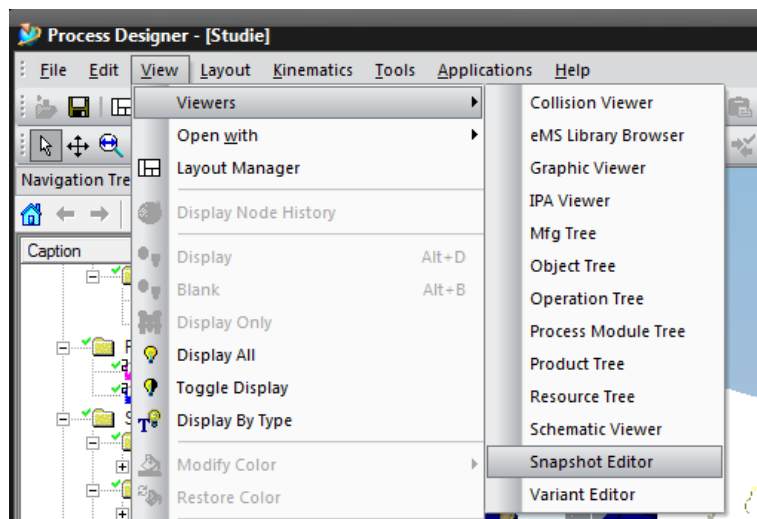 Process Designer - [Studie]
File Edit View Layout Kinematics Tools Applications Help
Navigation Tre
Caption
Viewers
Open with
Layout Manager
Display Node History
Display Alt+D
Blank Alt+B
Display Only
Display All
Toggle Display
Display By Type
Modify Color
Restore Color
Collision Viewer
eMS Library Browser
Graphic Viewer
IPA Viewer
Mfg Tree
Object Tree
Operation Tree
Process Module Tree
Product Tree
Resource Tree
Schematic Viewer
Snapshot Editor
Variant Editor